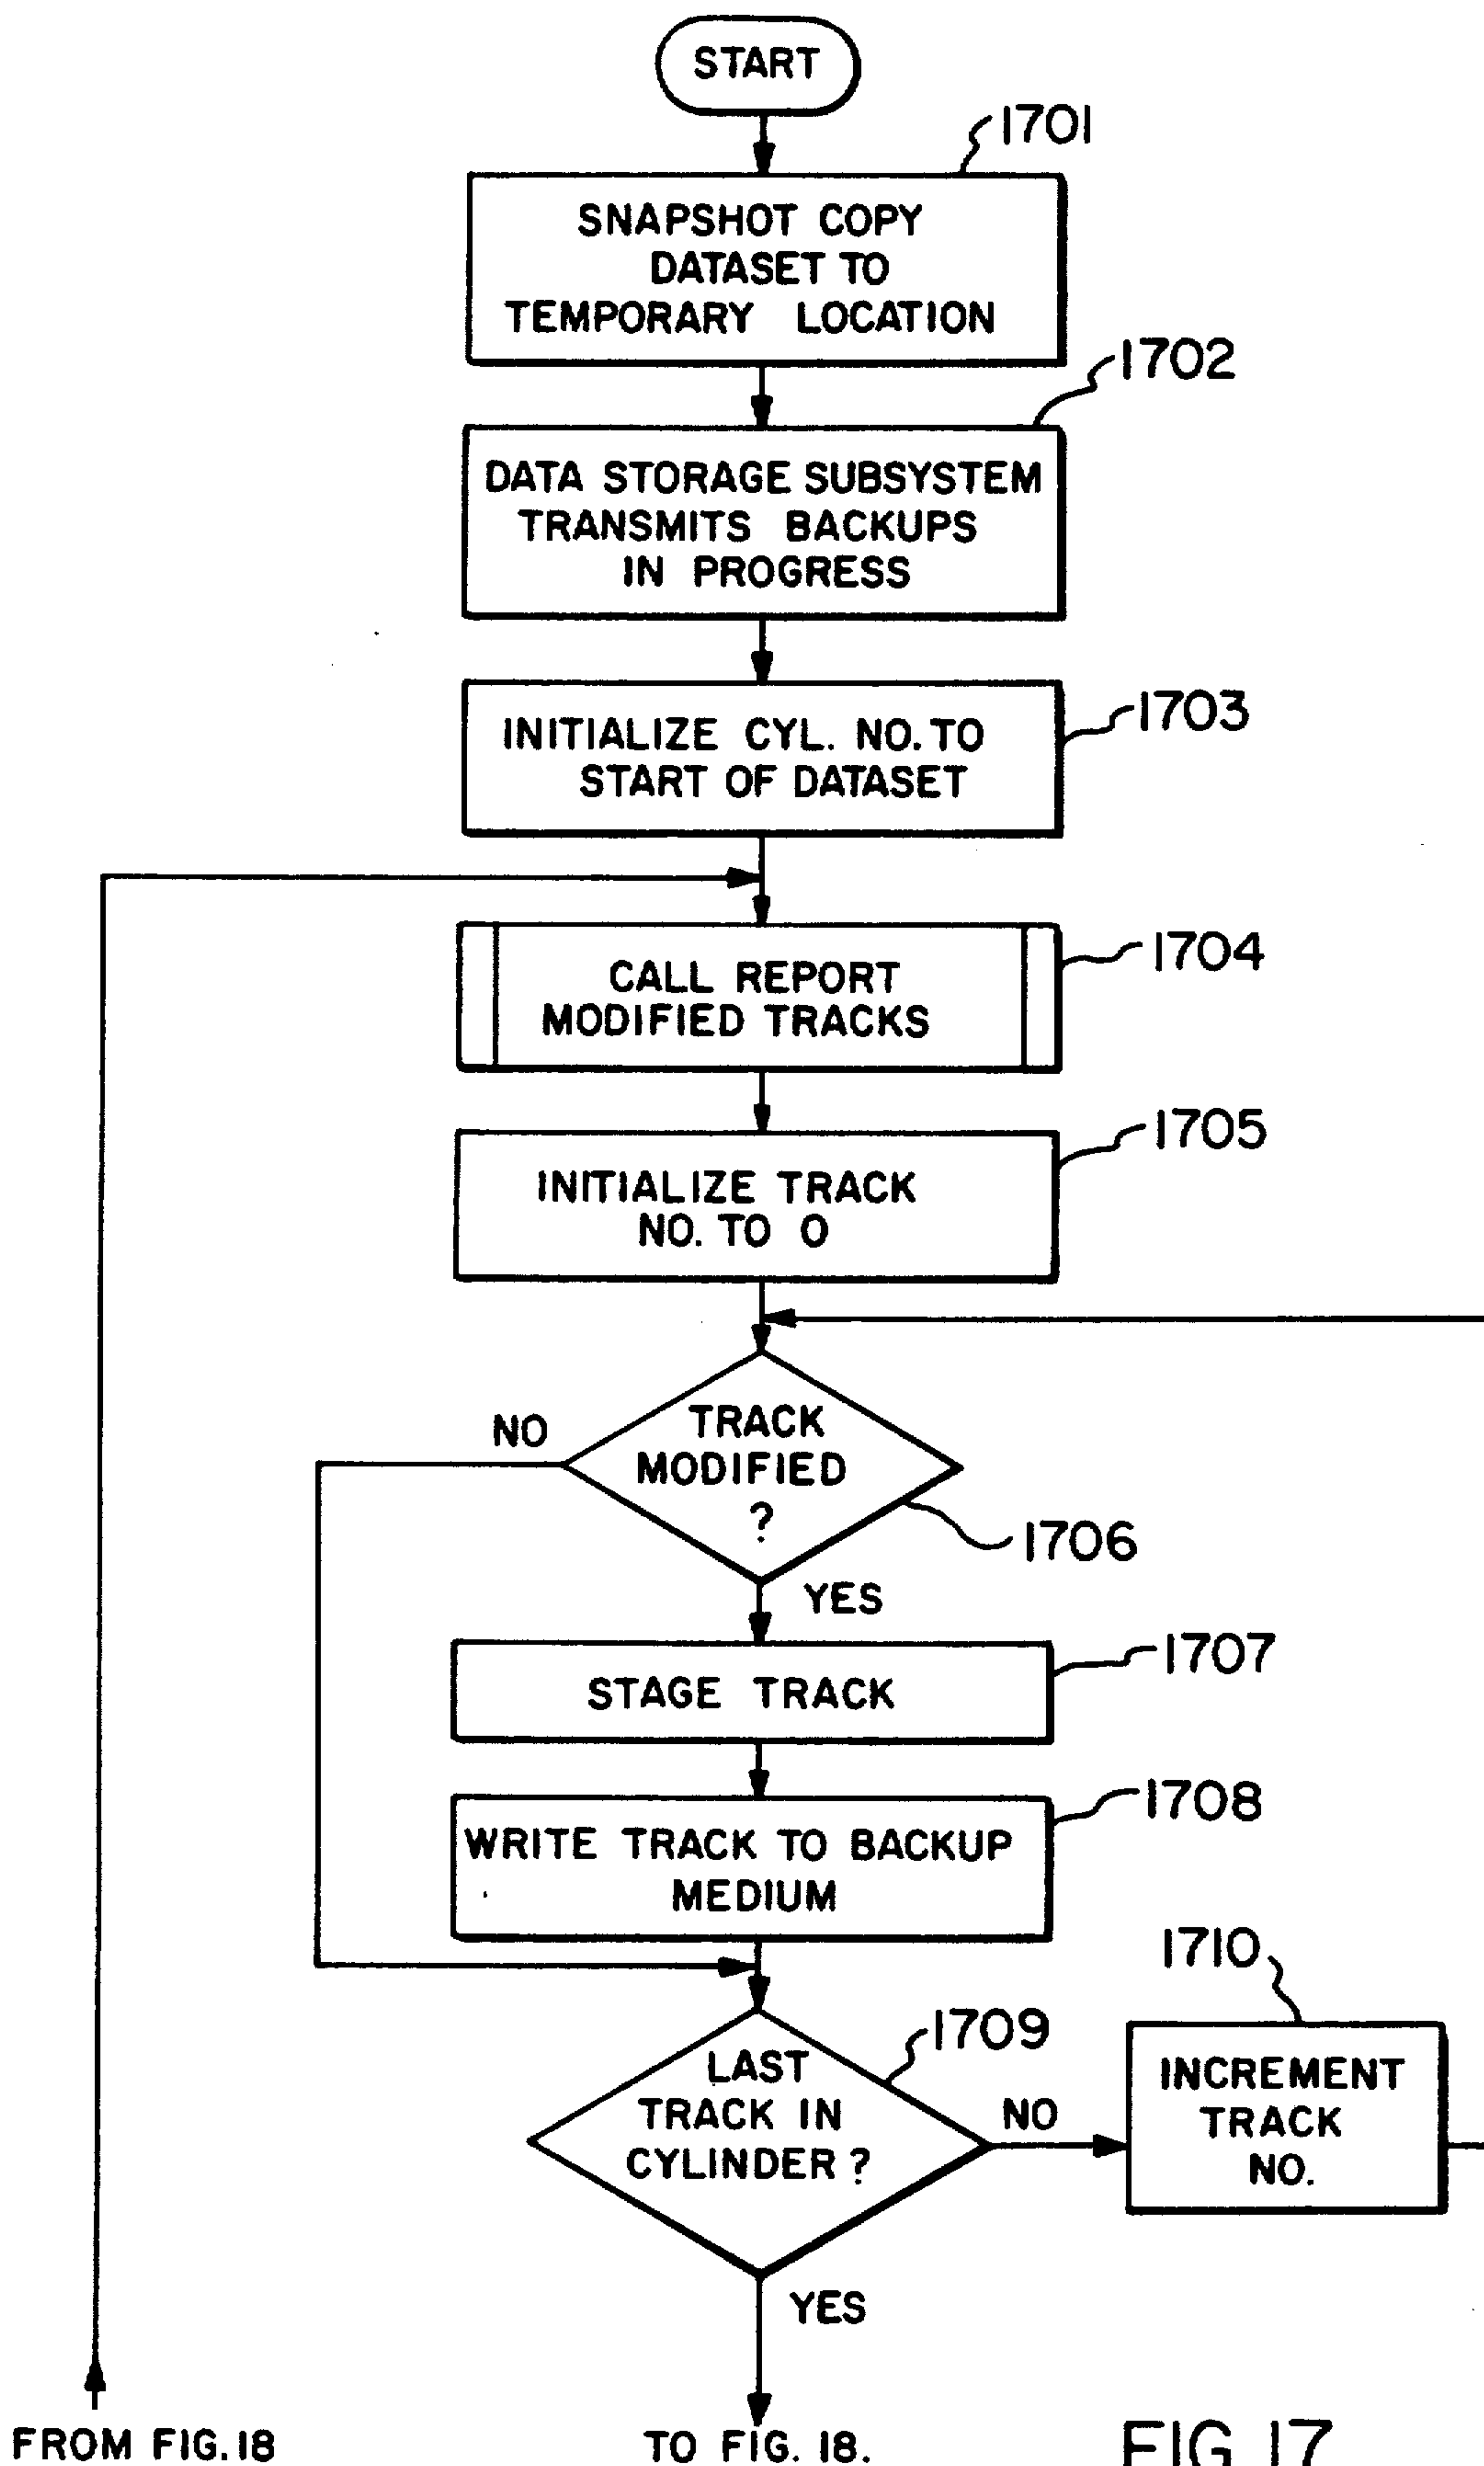 START
1701
SNAPSHOT COPY
DATASET TO
TEMPORARY LOCATION
1702
DATA STORAGE SUBSYSTEM
TRANSMITS BACKUPS
IN PROGRESS
1703
INITIALIZE CYL. NO. TO
START OF DATASET
1704
CALL REPORT
MODIFIED TRACKS
1705
INITIALIZE TRACK
NO. TO 0
NO
TRACK
MODIFIED
?
1706
YES
1707
STAGE TRACK
1708
WRITE TRACK TO BACKUP
MEDIUM
1709
LAST
TRACK IN
CYLINDER ?
NO
1710
INCREMENT
TRACK
NO.
YES
FROM FIG. 18
TO FIG. 18.
FIG. 17